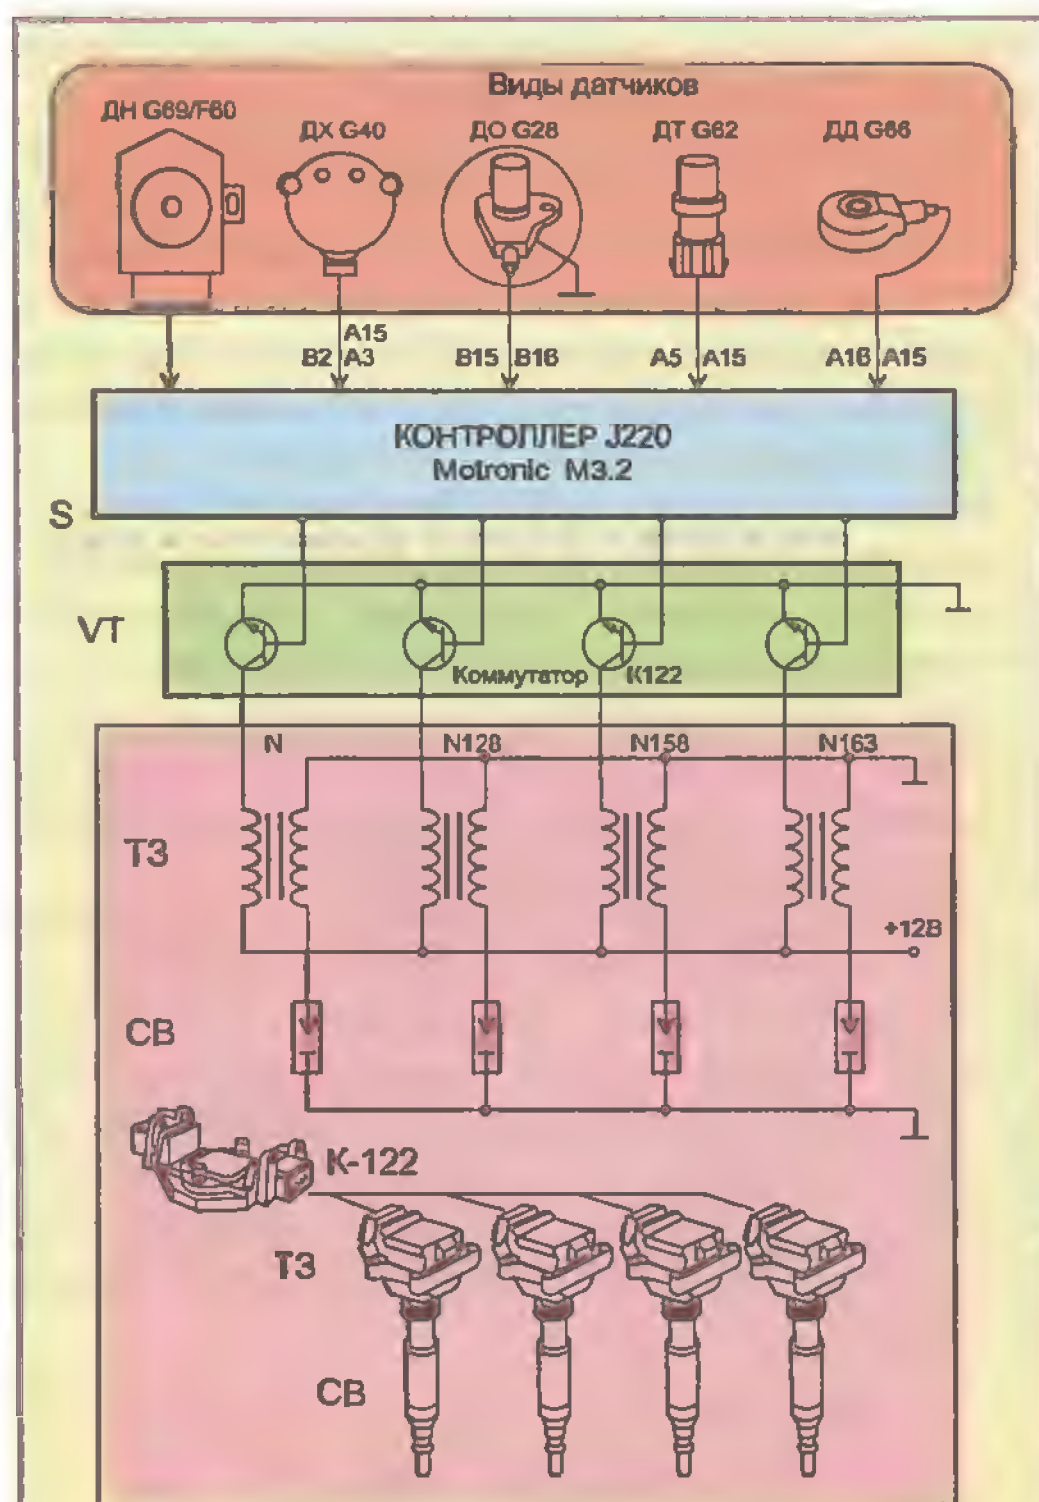 Виды датчиков
ДН G69/F60
ДХ G40
ДО G28
ДТ G62
ДД G66
A15
B2 A3
B15 B16
A5 A15
A16 A15
КОНТРОЛЛЕР J220
Motronic M3.2
S
VT
Коммутатор K122
N
N128
N158
N163
ТЗ
+12В
СВ
К-122
ТЗ
СВ